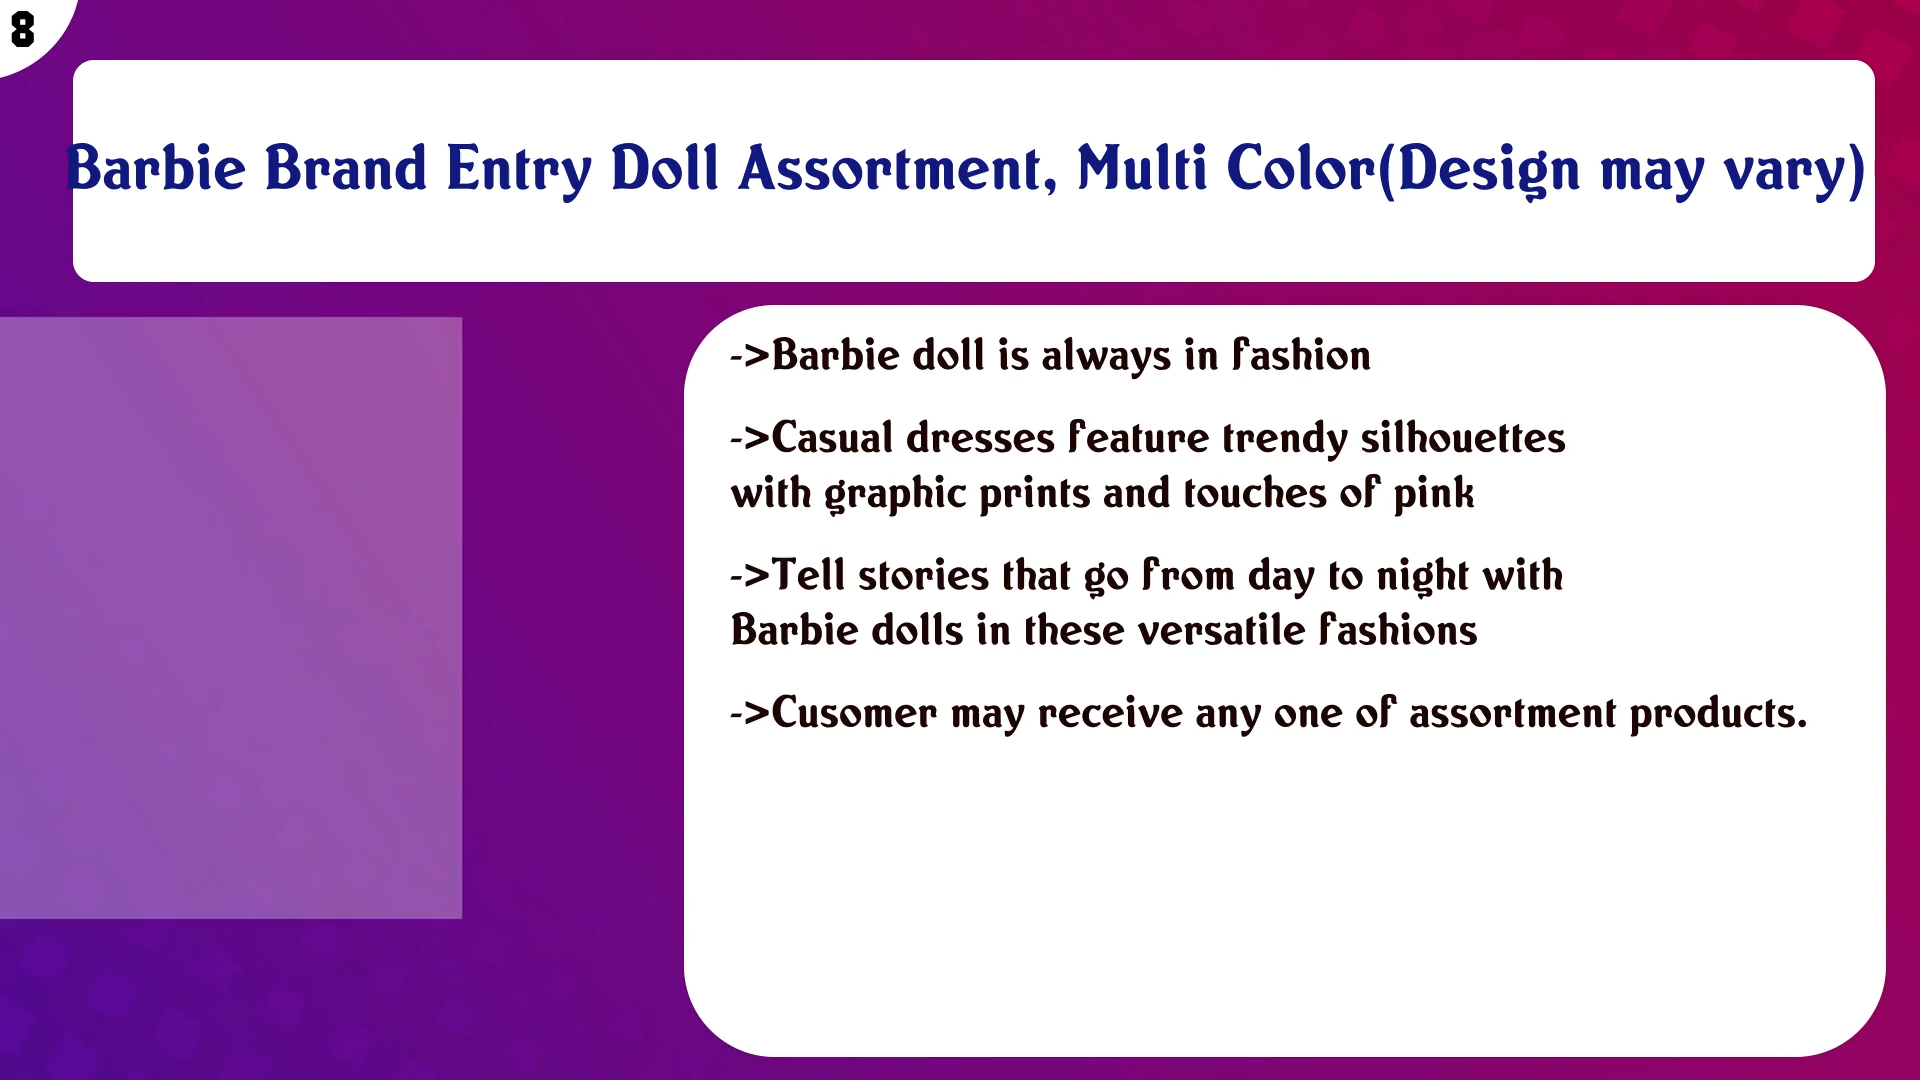 8
Barbie Brand Entry Doll Assortment, Multi Color(Design may vary)
->Barbie doll is always in fashion
->Casual dresses feature trendy silhouettes
with graphic prints and touches of pink
->Tell stories that go from day to night with
Barbie dolls in these versatile fashions
->Cusomer may receive any one of assortment products.